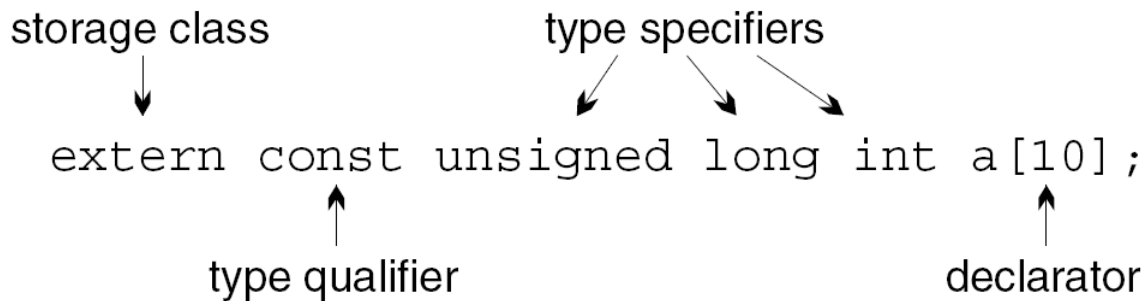 storage class type specifiers
extern const unsigned long int a[10];
type qualifier declarator